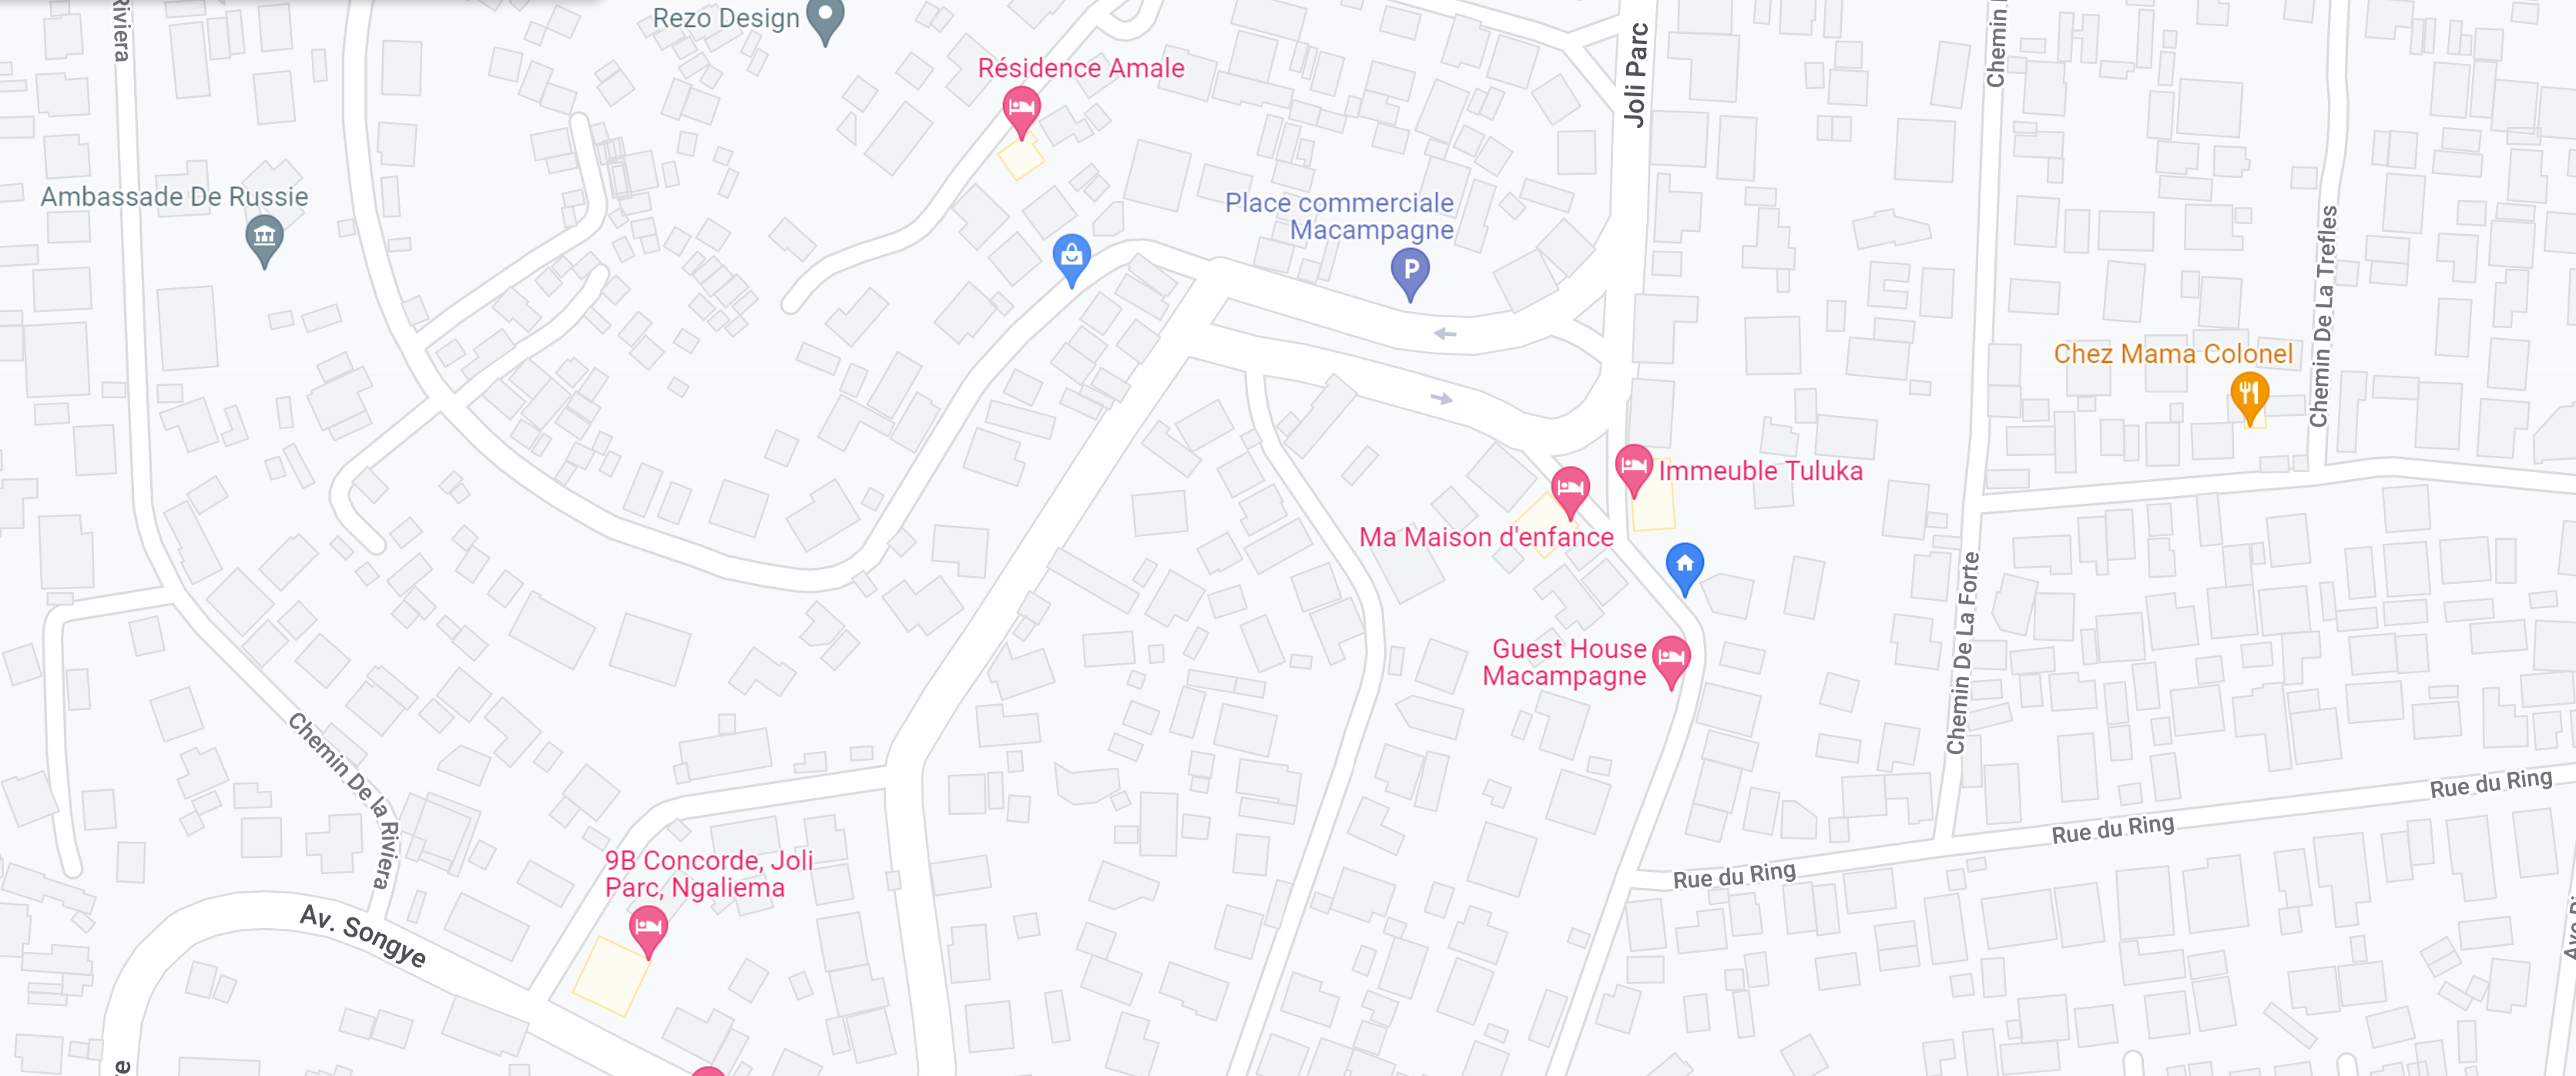 Riviera
Rezo Design
Résidence Amale
Joli Parc
Ambassade De Russie
Place commerciale
Macampagne
P
Chemin De La Trefles
Chez Mama Colonel
Immeuble Tuluka
Ma Maison d'enfance
Guest House
Macampagne
Chemin De La Forte
Chemin De la Riviera
Rue du Ring
Rue du Ring
Rue du Ring
9B Concorde, Joli
Parc, Ngaliema
Av. Songye
Chemin